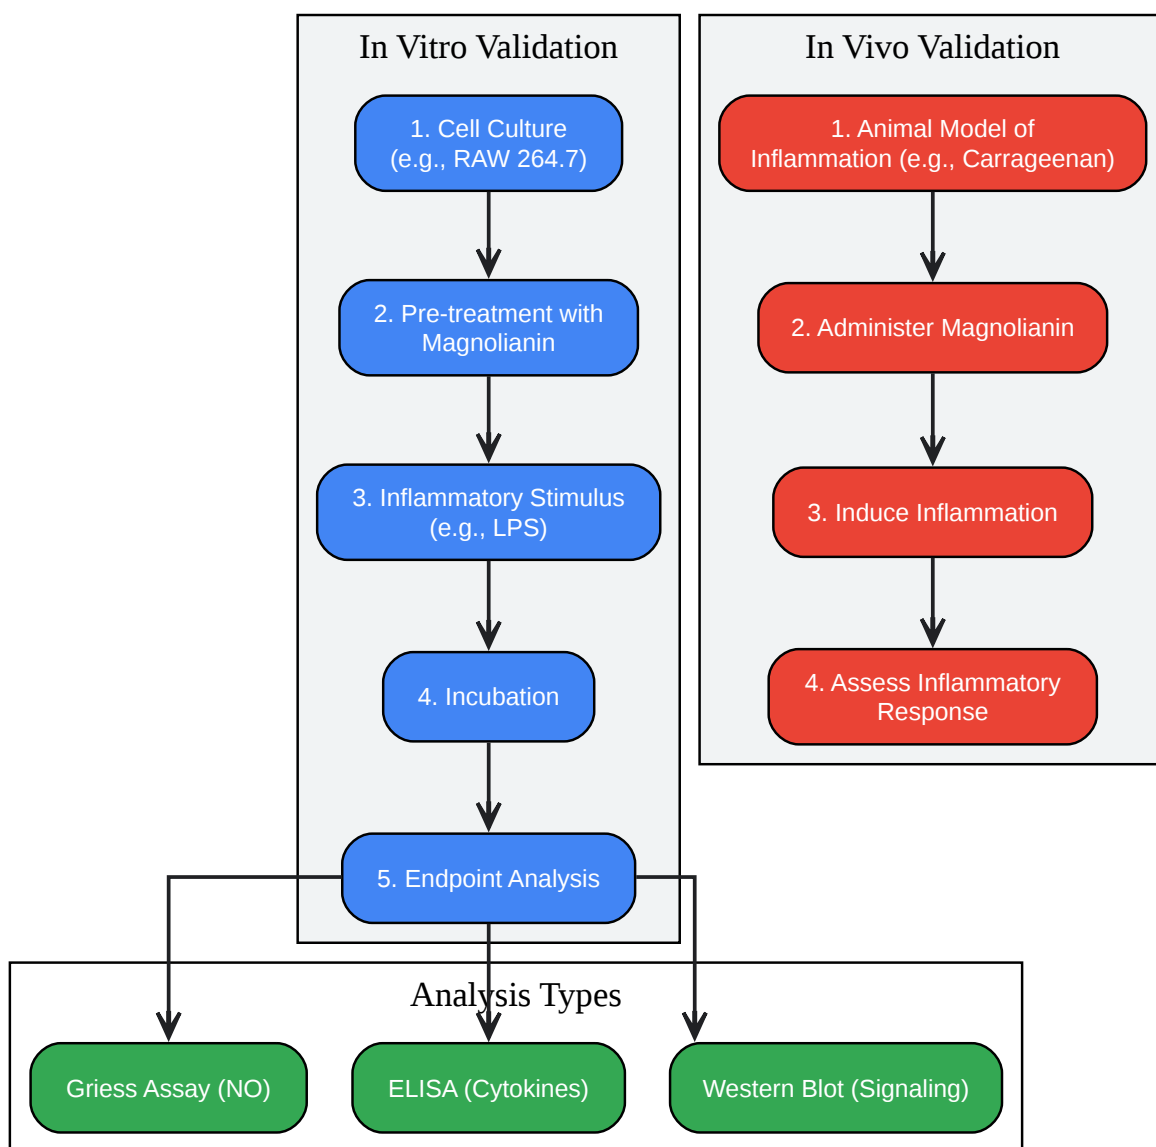 In Vitro Validation
1. Cell Culture
(e.g., RAW 264.7)
2. Pre-treatment with
Magnolianin
3. Inflammatory Stimulus
(e.g., LPS)
4. Incubation
5. Endpoint Analysis
In Vivo Validation
1. Animal Model of
Inflammation (e.g., Carrageenan)
2. Administer Magnolianin
3. Induce Inflammation
4. Assess Inflammatory
Response
Analysis Types
Griess Assay (NO)
ELISA (Cytokines)
Western Blot (Signaling)